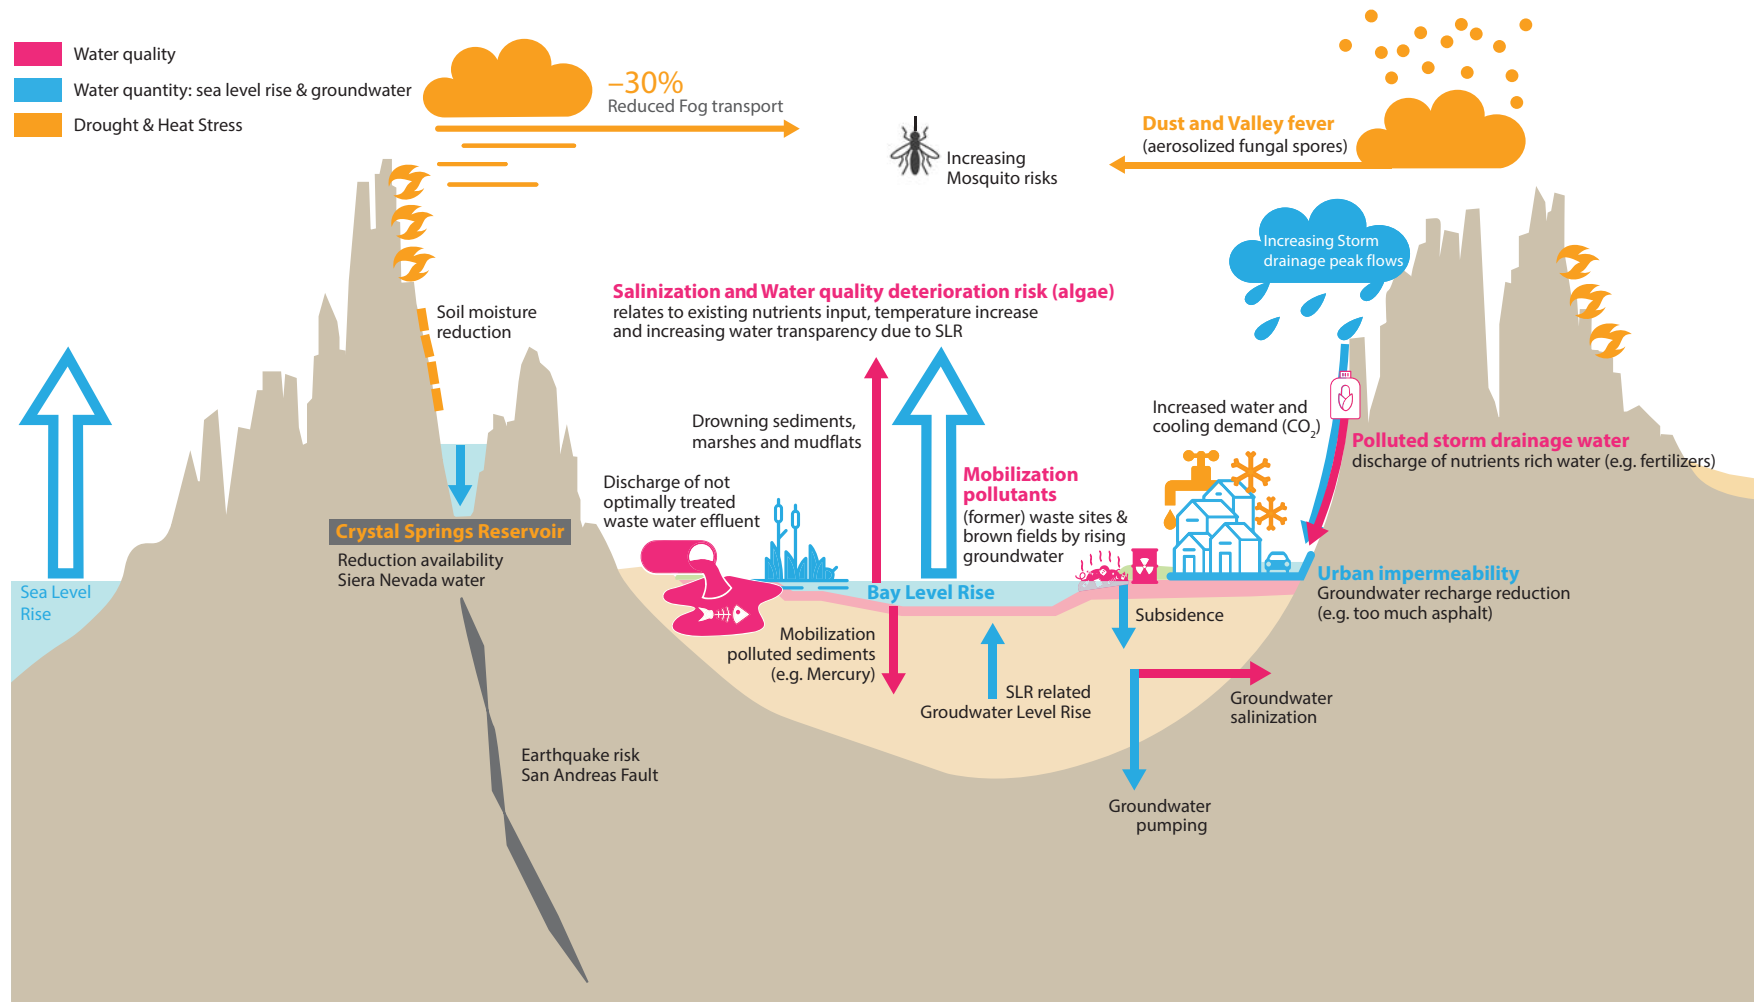 Water quality
Water quantity: sea level rise & groundwater
Drought & Heat Stress
–30%
Reduced Fog transport
Increasing
Mosquito risks
Dust and Valley fever
(aerosolized fungal spores)
Increasing Storm
drainage peak flows
Soil moisture
reduction
Salinization and Water quality deterioration risk (algae)
relates to existing nutrients input, temperature increase
and increasing water transparency due to SLR
Drowning sediments,
marshes and mudflats
Increased water and
cooling demand (CO2)
Polluted storm drainage water
discharge of nutrients rich water (e.g. fertilizers)
Discharge of not
optimally treated
waste water effluent
Mobilization
pollutants
(former) waste sites &
brown fields by rising
groundwater
Crystal Springs Reservoir
Reduction availability
Siera Nevada water
Sea Level
Rise
Bay Level Rise
Urban impermeability
Groundwater recharge reduction
(e.g. too much asphalt)
Subsidence
Mobilization
polluted sediments
(e.g. Mercury)
SLR related
Groudwater Level Rise
Groundwater
salinization
Earthquake risk
San Andreas Fault
Groundwater
pumping